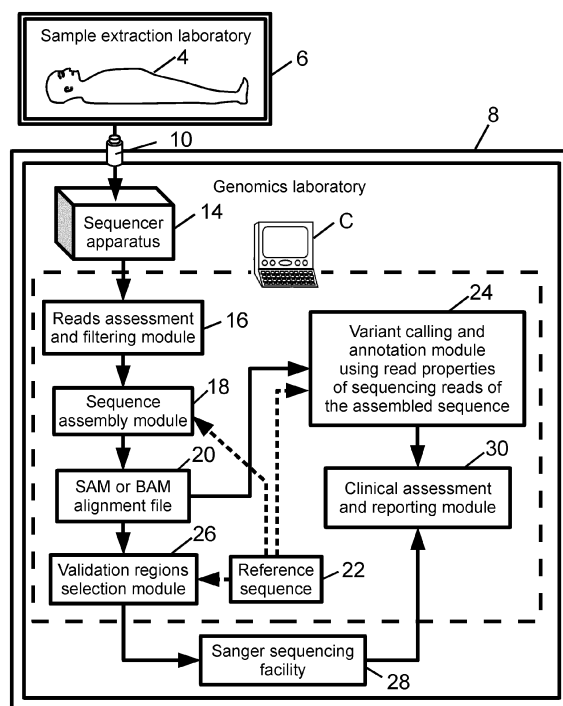 Sample extraction laboratory
4
6
8
10
Genomics laboratory
Sequencer
apparatus
14
C
24
Reads assessment
and filtering module
16
Variant calling and
annotation module
using read properties
of sequencing reads of
the assembled sequence
Sequence
assembly module
18
20
SAM or BAM
alignment file
30
Clinical assessment
and reporting module
26
Validation regions
selection module
Reference
sequence
22
Sanger sequencing
facility
28